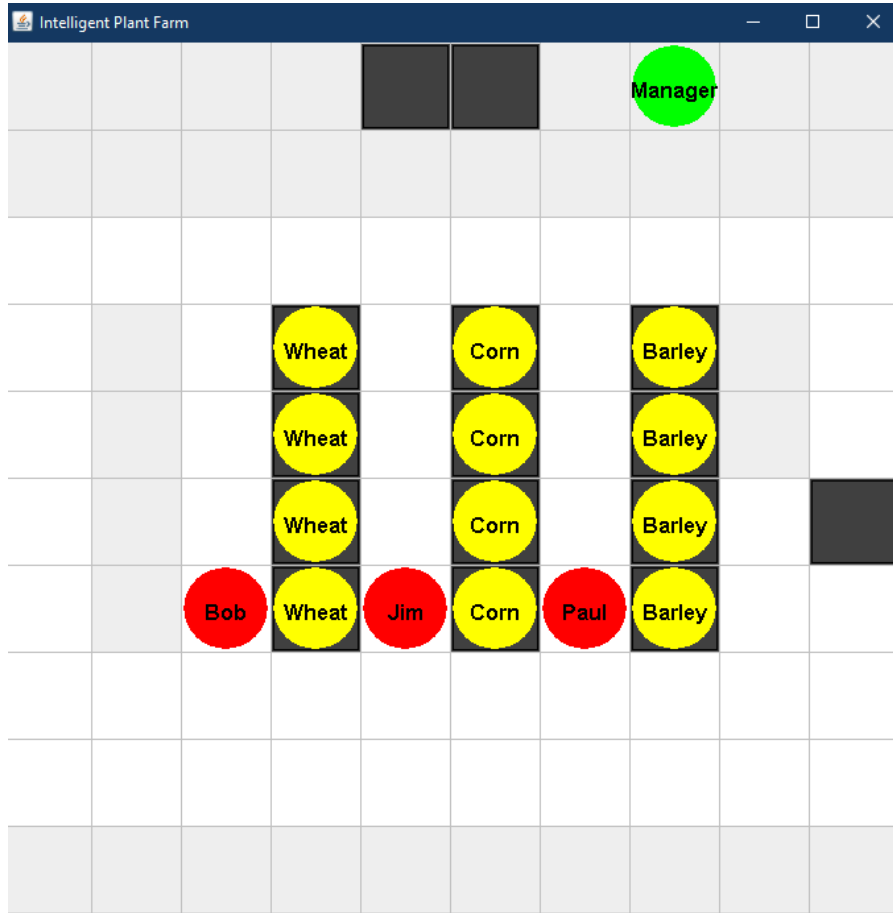 Intelligent Plant Farm
Manager
Wheat Corn Barley
Wheat Corn Barley
Wheat Corn Barley
Bob Wheat Jim Corn Paul Barley